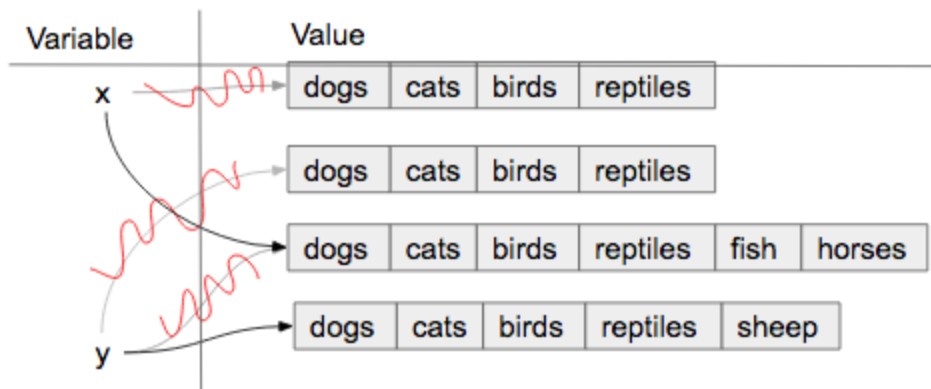 Variable Value
x dogs cats birds reptiles
dogs cats birds reptiles
dogs cats birds reptiles fish horses
y dogs cats birds reptiles sheep